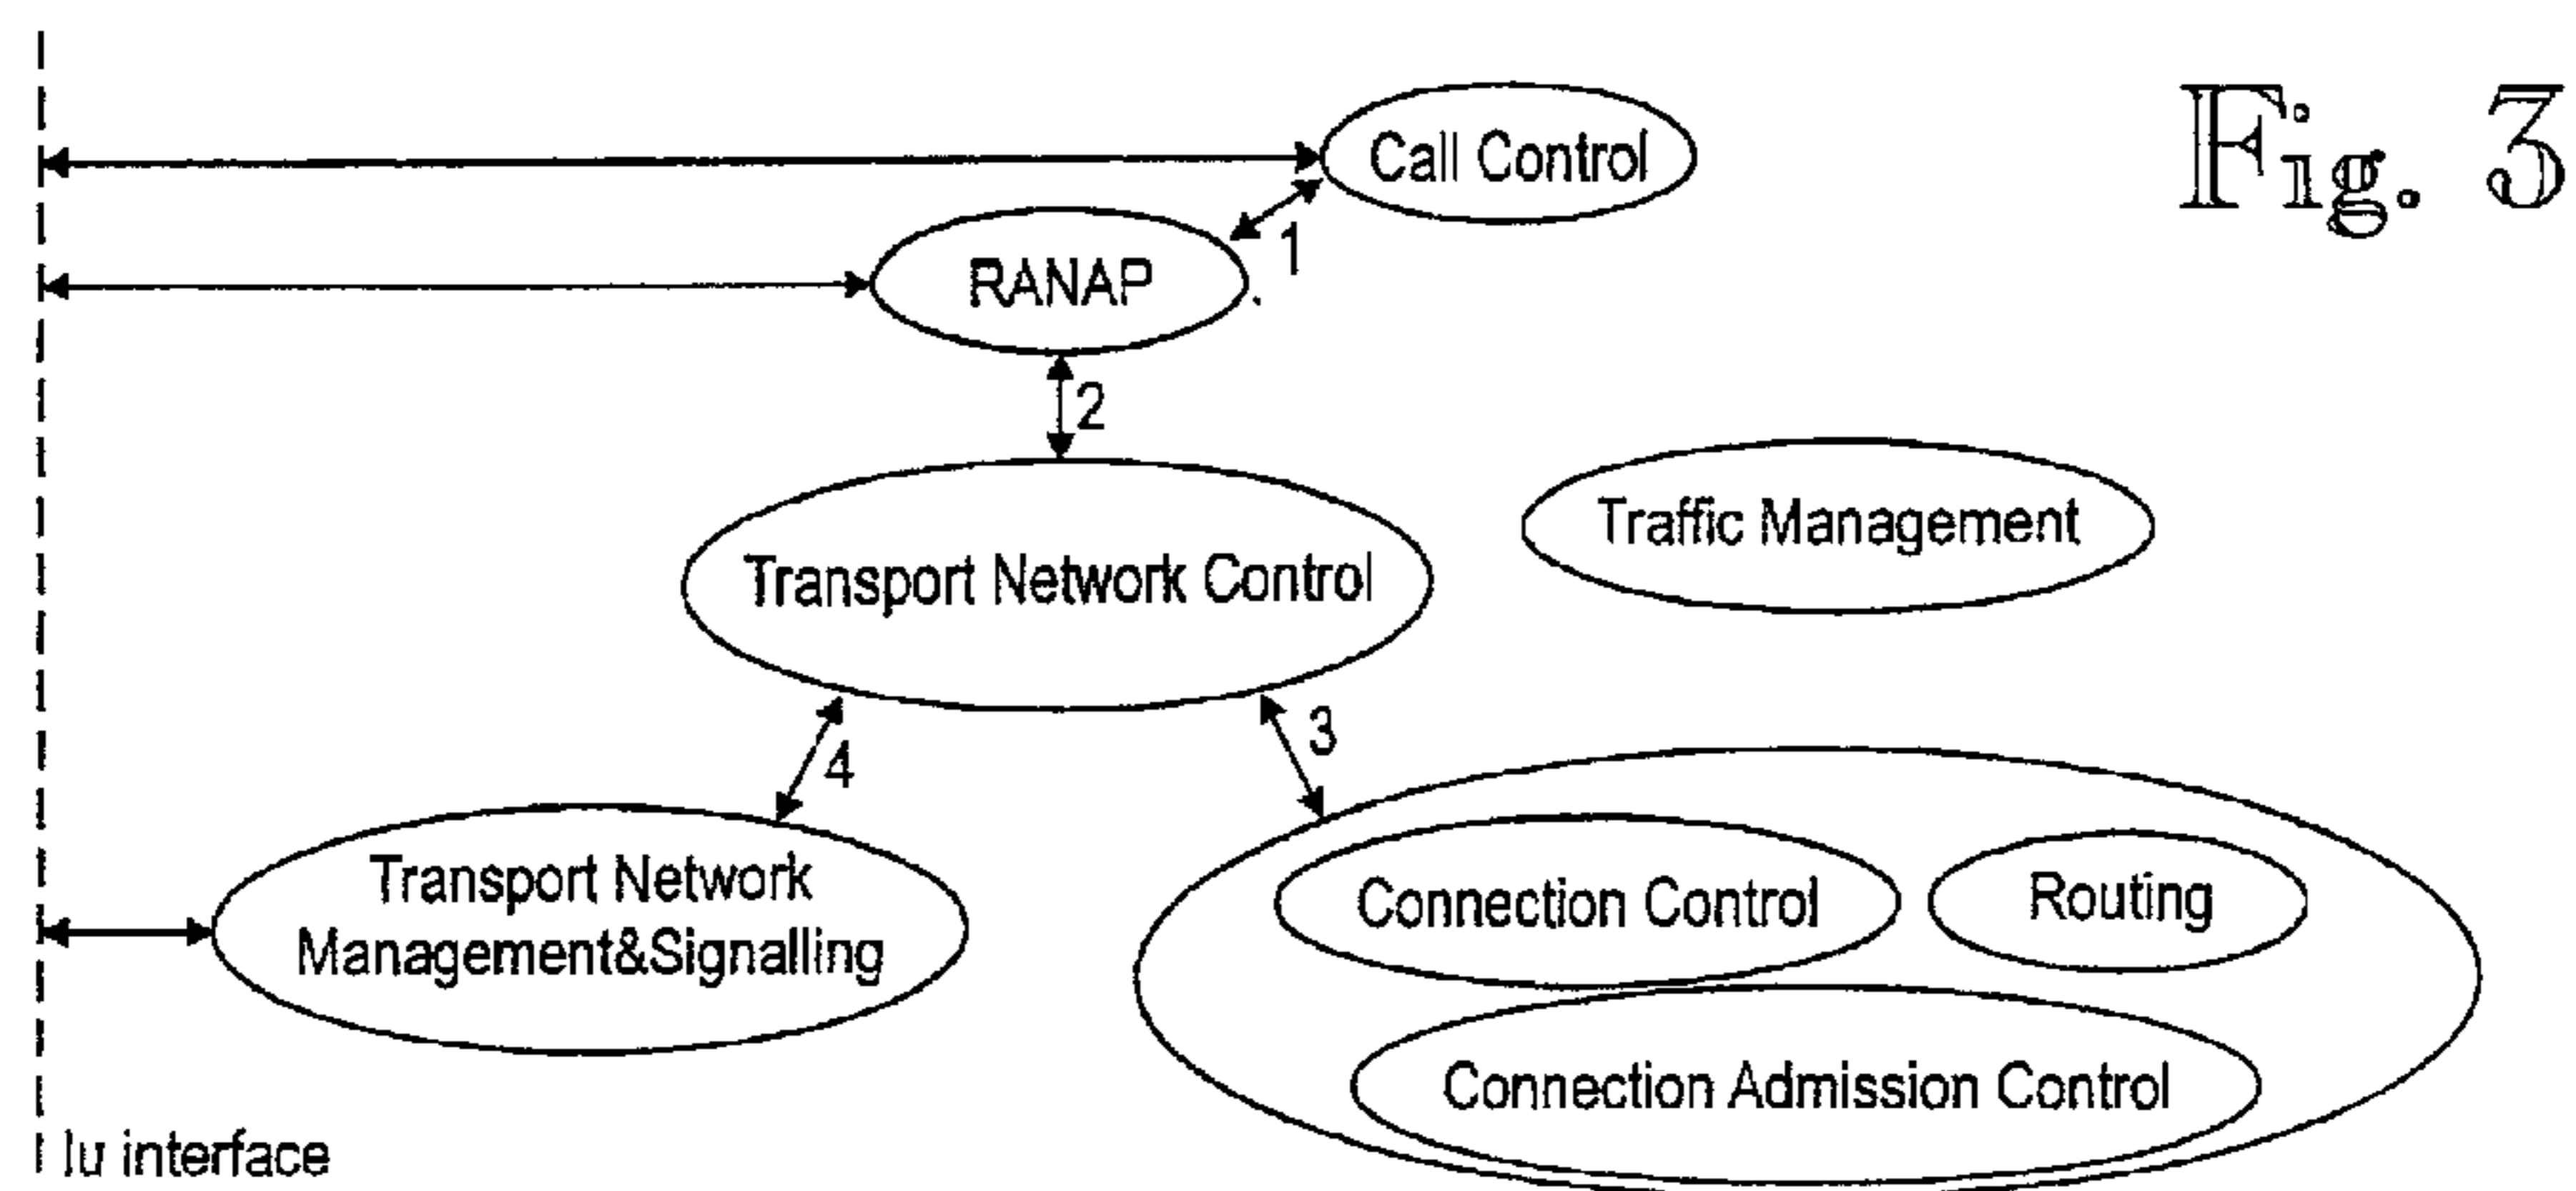 Fig. 3
Call Control
1
RANAP
2
Traffic Management
Transport Network Control
3
4
Transport Network
Management&Signalling
Connection Control
Routing
Connection Admission Control
Iu interface